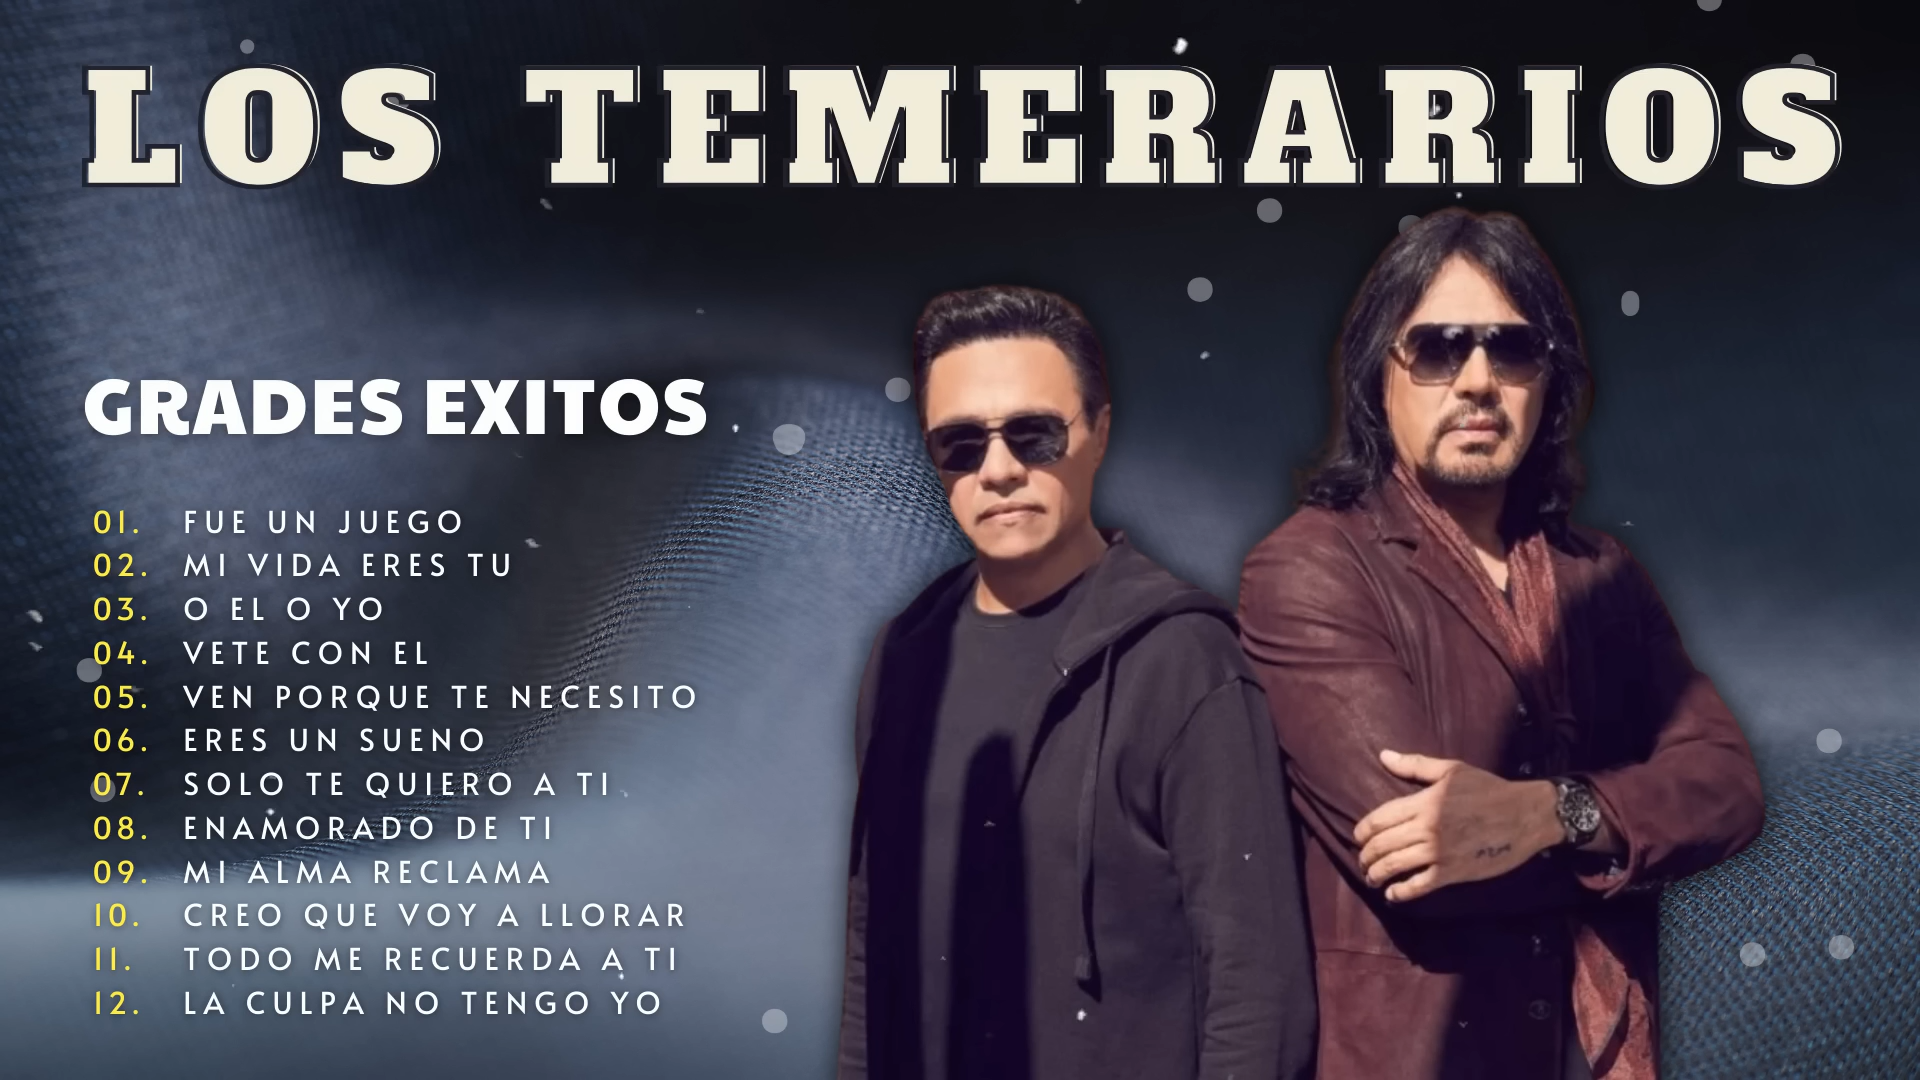 LOS TEMERARIOS
GRADES EXITOS
01. FUE UN JUEGO
02. MI VIDA ERES TU
03. O EL O YO
04. VETE CON EL
05. VEN PORQUE TE NECESITO
06. ERES UN SUENO
07. SOLO TE QUIERO A TI
08. ENAMORADO DE TI
09. MI ALMA RECLAMA
10. CREO QUE VOY A LLORAR
11. TODO ME RECUERDA A TI
12. LA CULPA NO TENGO YO